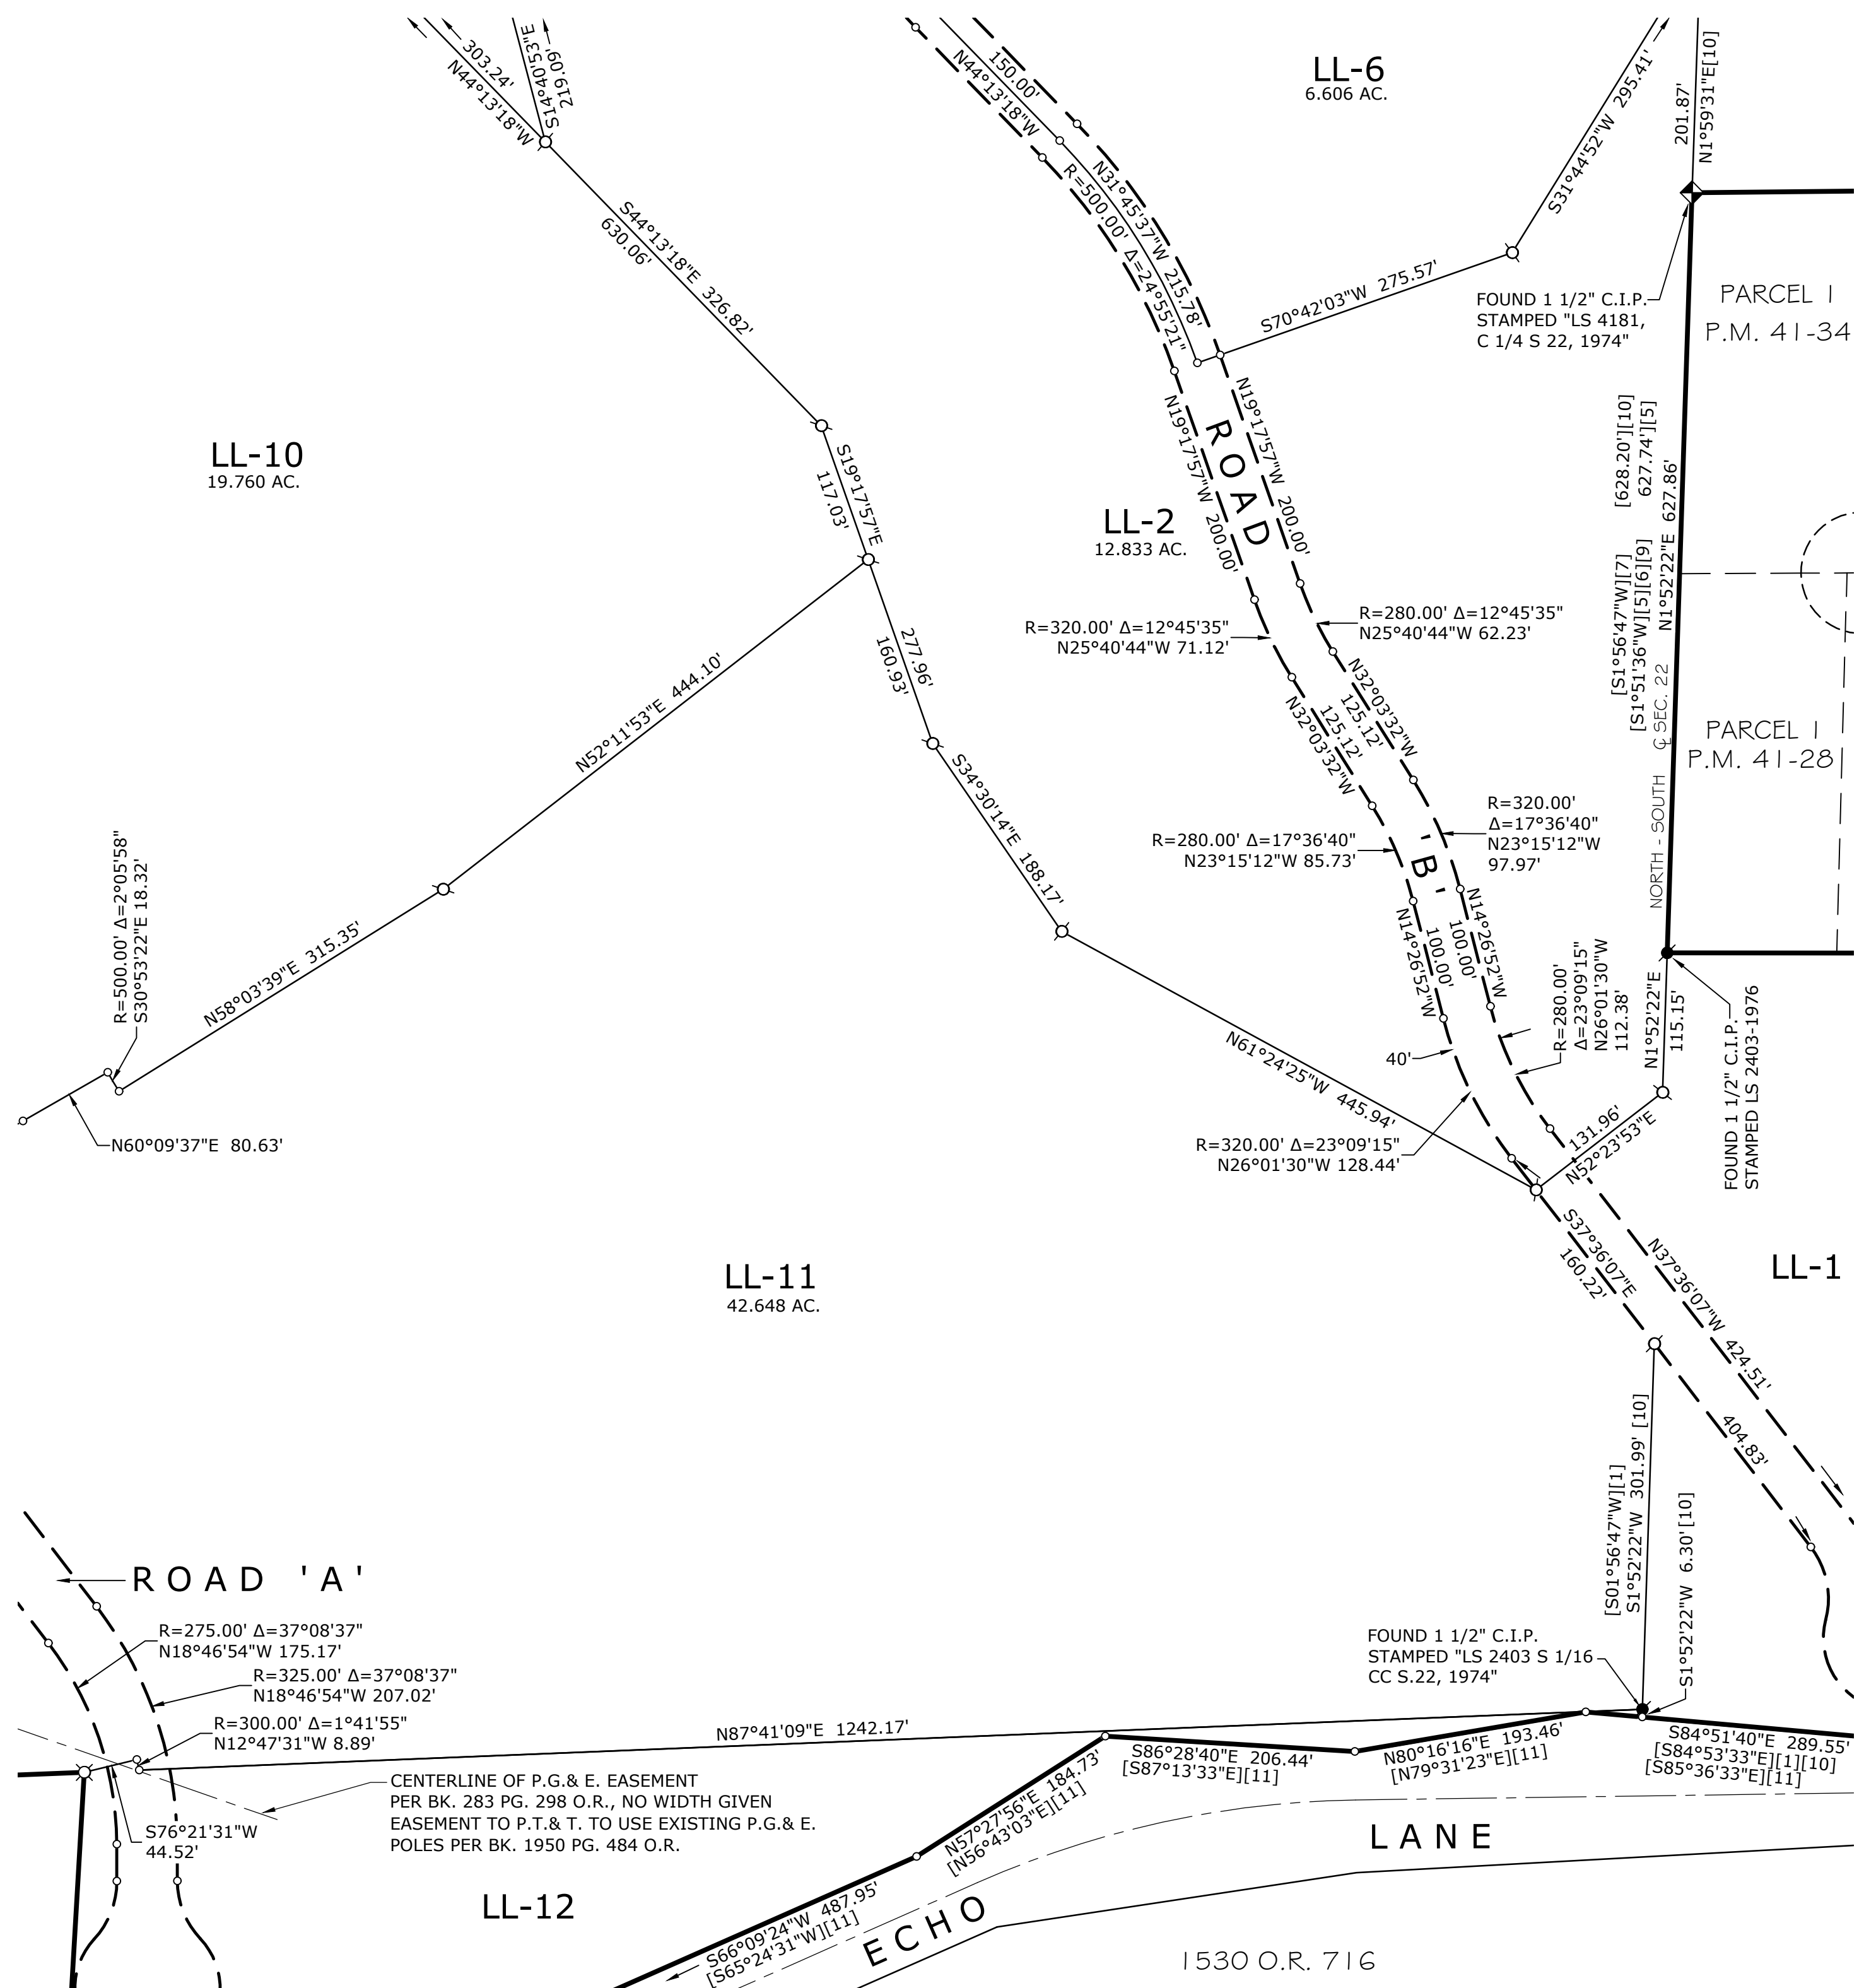 303.24'
N44°13'18"W
S14°40'53"E
219.09'
150.00'
N44°13'18"W
LL-6
6.606 AC.
S31°44'52"W 295.41'
201.87'
N1°59'31"E[10]
S44°13'18"E 326.82'
630.06'
N31°45'37"W 215.78'
R=500.00' Δ=24°55'21"
S70°42'03"W 275.57'
FOUND 1 1/2" C.I.P.
STAMPED "LS 4181,
C 1/4 S 22, 1974"
PARCEL 1
P.M. 41-34
LL-10
19.760 AC.
S19°17'57"E
117.03'
N19°17'57"W 200.00'
N19°17'57"W 200.00'
ROAD
LL-2
12.833 AC.
[628.20'][10]
627.74'][5]
[S1°56'47"W][7]
[S1°51'36"W][5][6][9]
N1°52'22"E 627.86'
NORTH - SOUTH ℄ SEC. 22
R=320.00' Δ=12°45'35"
N25°40'44"W 71.12'
R=280.00' Δ=12°45'35"
N25°40'44"W 62.23'
277.96'
160.93'
N52°11'53"E 444.10'
N32°03'32"W
125.12'
125.12'
N32°03'32"W
PARCEL 1
P.M. 41-28
S34°30'14"E 188.17'
R=280.00' Δ=17°36'40"
N23°15'12"W 85.73'
R=320.00'
Δ=17°36'40"
N23°15'12"W
97.97'
'B'
R=500.00' Δ=2°05'58"
S30°53'22"E 18.32'
N58°03'39"E 315.35'
N14°26'52"W
100.00'
100.00'
N14°26'52"W
R=280.00'
Δ=23°09'15"
N26°01'30"W
112.38'
N1°52'22"E
115.15'
FOUND 1 1/2" C.I.P.
STAMPED LS 2403-1976
40'
N61°24'25"W 445.94'
N60°09'37"E 80.63'
R=320.00' Δ=23°09'15"
N26°01'30"W 128.44'
131.96'
N52°23'53"E
S37°36'07"E
160.22'
N37°36'07"W 424.51'
LL-1
LL-11
42.648 AC.
404.83'
[S01°56'47"W][1]
S1°52'22"W 301.99' [10]
S1°52'22"W 6.30' [10]
ROAD 'A'
R=275.00' Δ=37°08'37"
N18°46'54"W 175.17'
R=325.00' Δ=37°08'37"
N18°46'54"W 207.02'
R=300.00' Δ=1°41'55"
N12°47'31"W 8.89'
FOUND 1 1/2" C.I.P.
STAMPED "LS 2403 S 1/16
CC S.22, 1974"
N87°41'09"E 1242.17'
S86°28'40"E 206.44'
[S87°13'33"E][11]
N80°16'16"E 193.46'
[N79°31'23"E][11]
S84°51'40"E 289.55'
[S84°53'33"E][1][10]
[S85°36'33"E][11]
CENTERLINE OF P.G.& E. EASEMENT
PER BK. 283 PG. 298 O.R., NO WIDTH GIVEN
EASEMENT TO P.T.& T. TO USE EXISTING P.G.& E.
POLES PER BK. 1950 PG. 484 O.R.
S76°21'31"W
44.52'
N57°27'56"E 184.73'
[N56°43'03"E][11]
LL-12
S66°09'24"W 487.95'
[S65°24'31"W][11]
ECHO LANE
1530 O.R. 716